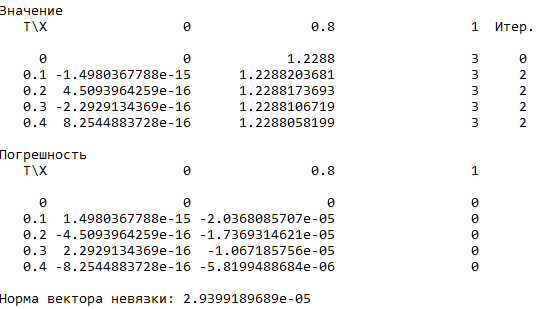 Значение
T\X 0 0.8 1 Итер.
0 0 1.2288 3 0
0.1 -1.4980367788e-15 1.2288203681 3 2
0.2 4.5093964259e-16 1.2288173693 3 2
0.3 -2.2929134369e-16 1.2288106719 3 2
0.4 8.2544883728e-16 1.2288058199 3 2
Погрешность
T\X 0 0.8 1
0 0 0 0
0.1 1.4980367788e-15 -2.0368085707e-05 0
0.2 -4.5093964259e-16 -1.7369314621e-05 0
0.3 2.2929134369e-16 -1.067185756e-05 0
0.4 -8.2544883728e-16 -5.8199488684e-06 0
Норма вектора невязки: 2.9399189689e-05